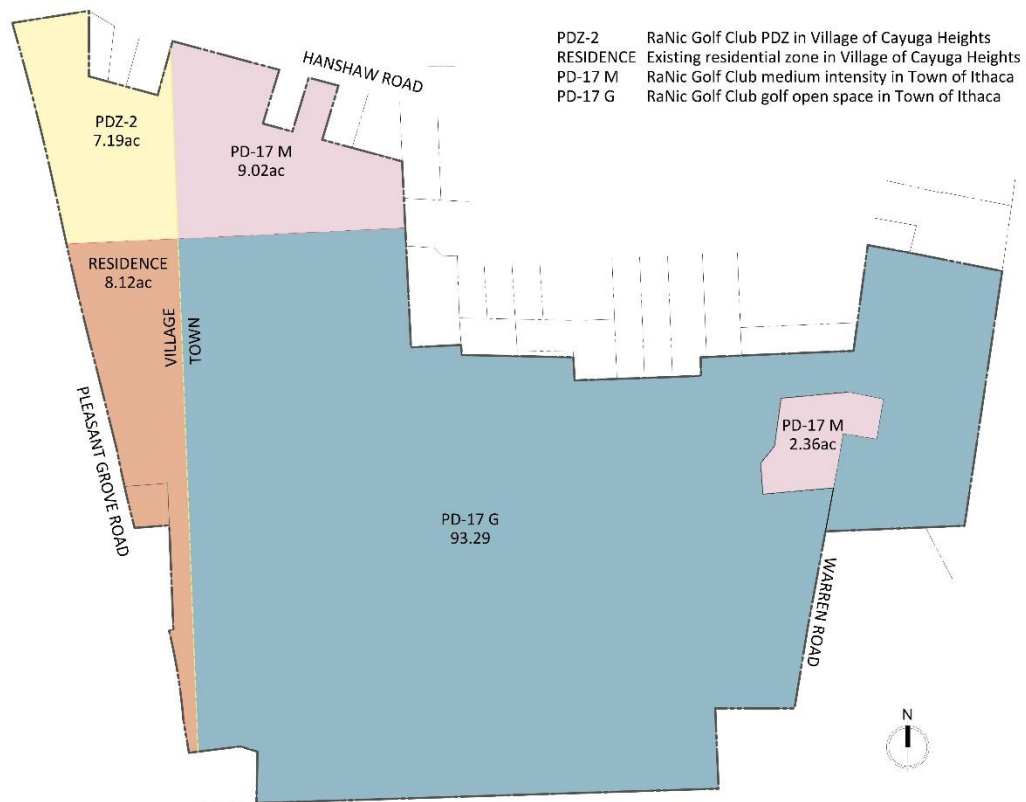 PDZ-2 RaNic Golf Club PDZ in Village of Cayuga Heights
RESIDENCE Existing residential zone in Village of Cayuga Heights
PD-17 M RaNic Golf Club medium intensity in Town of Ithaca
PD-17 G RaNic Golf Club golf open space in Town of Ithaca
HANSHAW ROAD
PDZ-2
7.19ac
PD-17 M
9.02ac
RESIDENCE
8.12ac
VILLAGE
TOWN
PLEASANT GROVE ROAD
PD-17 M
2.36ac
PD-17 G
93.29
WARREN ROAD
N